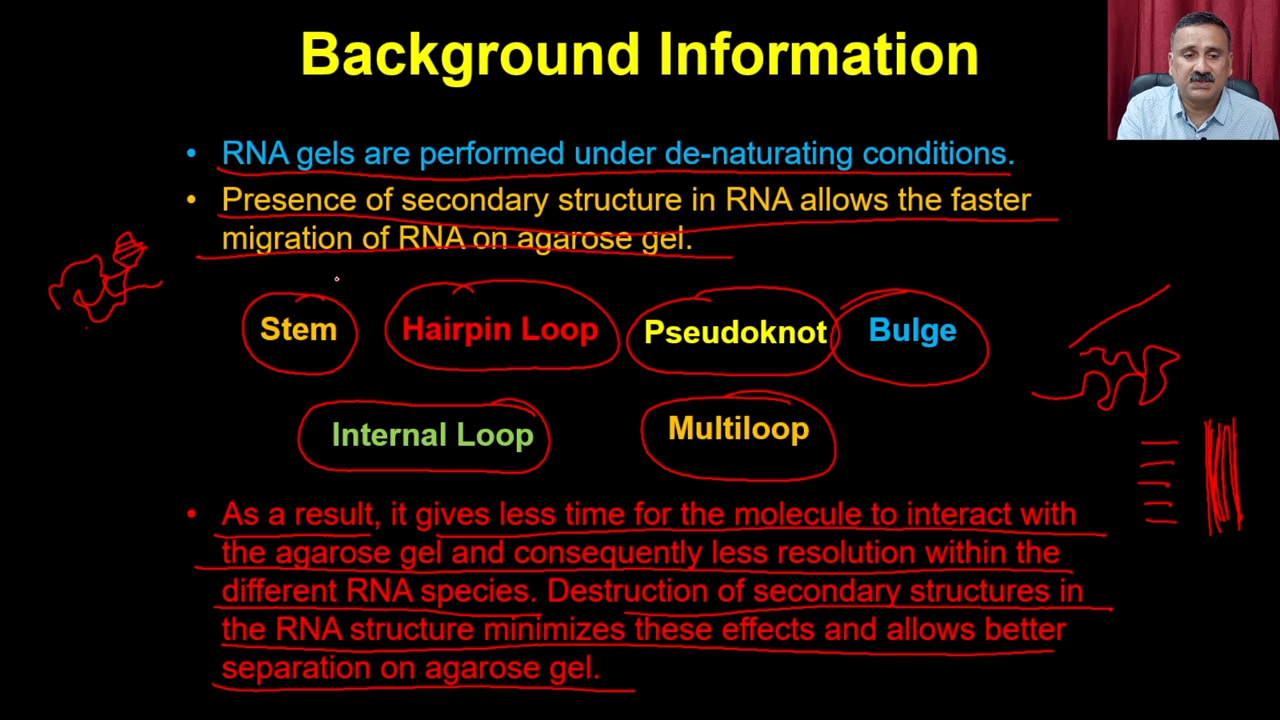 Background Information
• RNA gels are performed under de-naturating conditions.
• Presence of secondary structure in RNA allows the faster
migration of RNA on agarose gel.
Stem Hairpin Loop Pseudoknot Bulge
Internal Loop Multiloop
• As a result, it gives less time for the molecule to interact with
the agarose gel and consequently less resolution within the
different RNA species. Destruction of secondary structures in
the RNA structure minimizes these effects and allows better
separation on agarose gel.